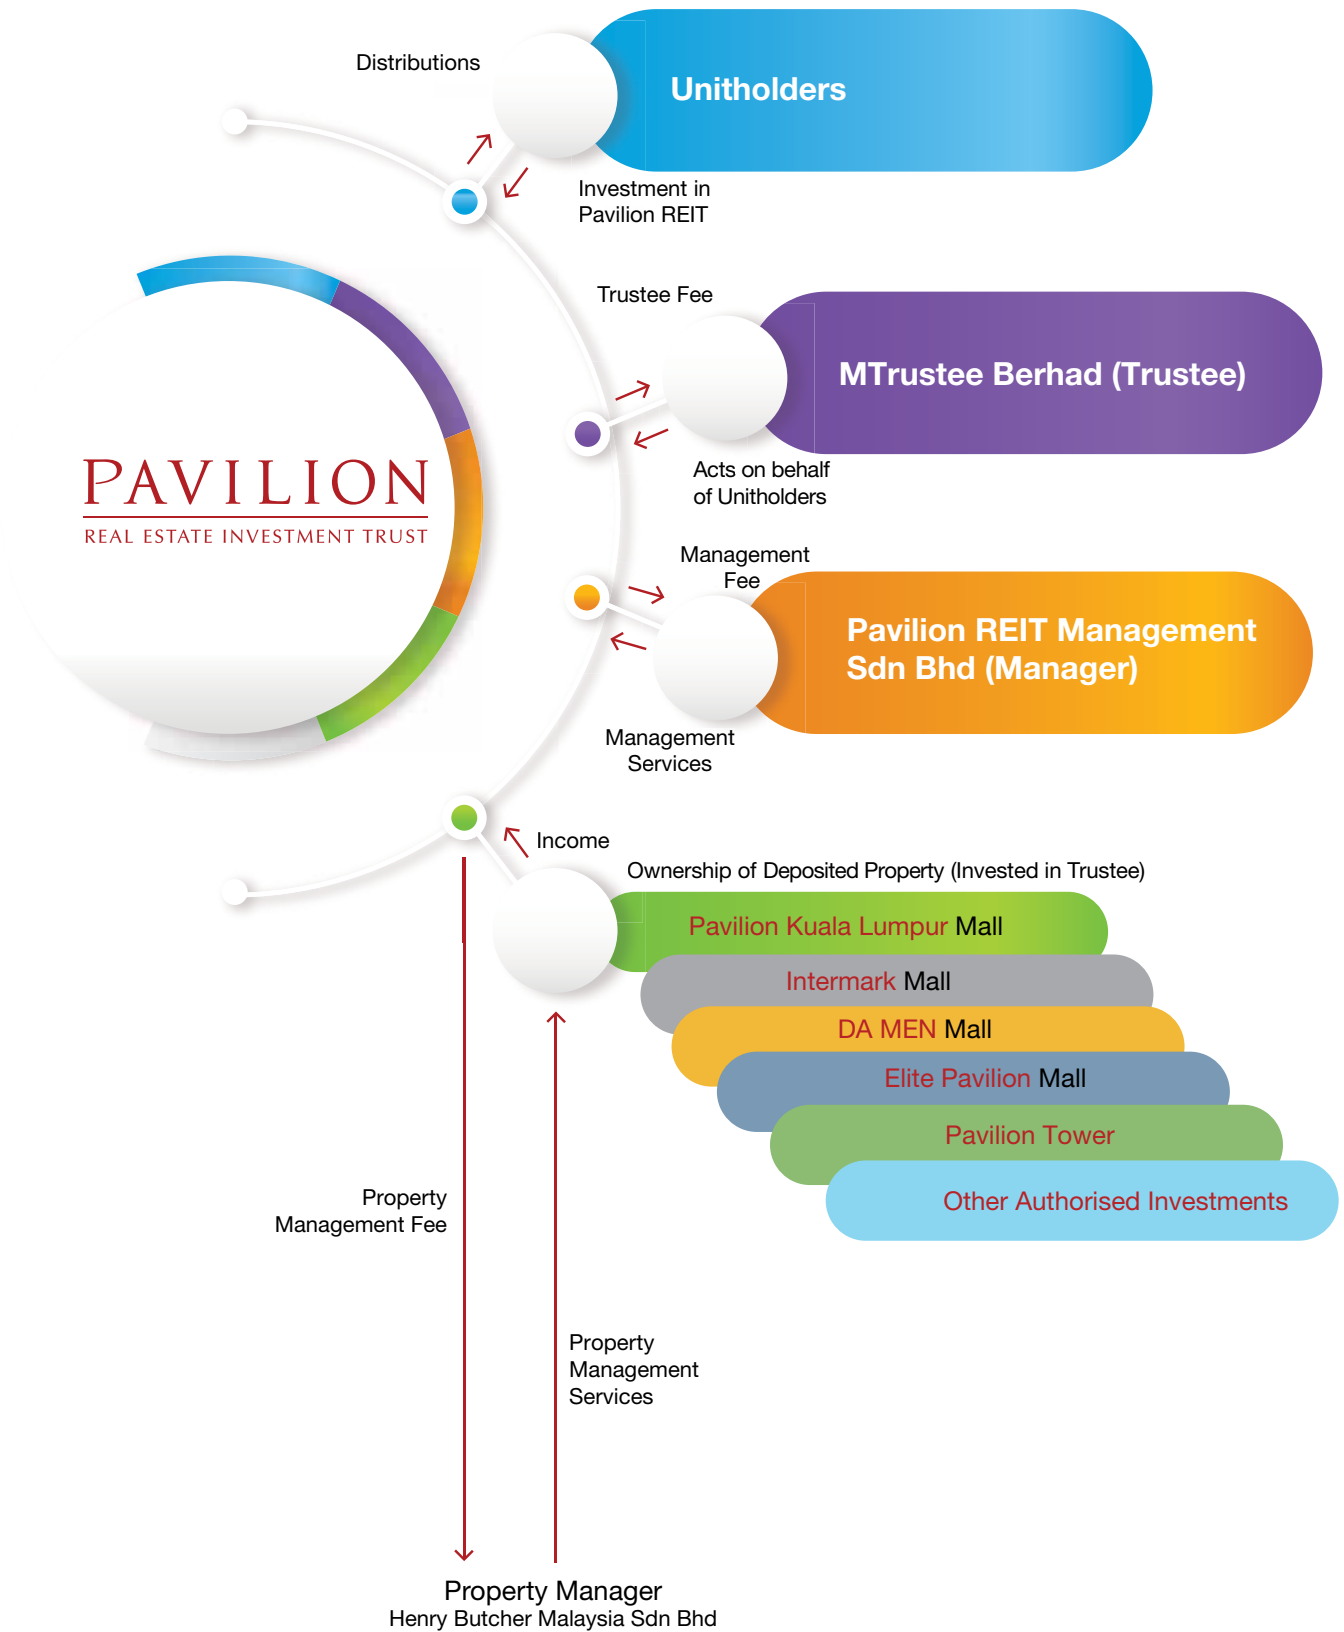 Distributions
Unitholders
Investment in
Pavilion REIT
Trustee Fee
MTrustee Berhad (Trustee)
Acts on behalf
of Unitholders
PAVILION
REAL ESTATE INVESTMENT TRUST
Management
Fee
Pavilion REIT Management
Sdn Bhd (Manager)
Management
Services
Income
Ownership of Deposited Property (Invested in Trustee)
Pavilion Kuala Lumpur Mall
Intermark Mall
DA MEN Mall
Elite Pavilion Mall
Pavilion Tower
Other Authorised Investments
Property
Management Fee
Property
Management
Services
Property Manager
Henry Butcher Malaysia Sdn Bhd